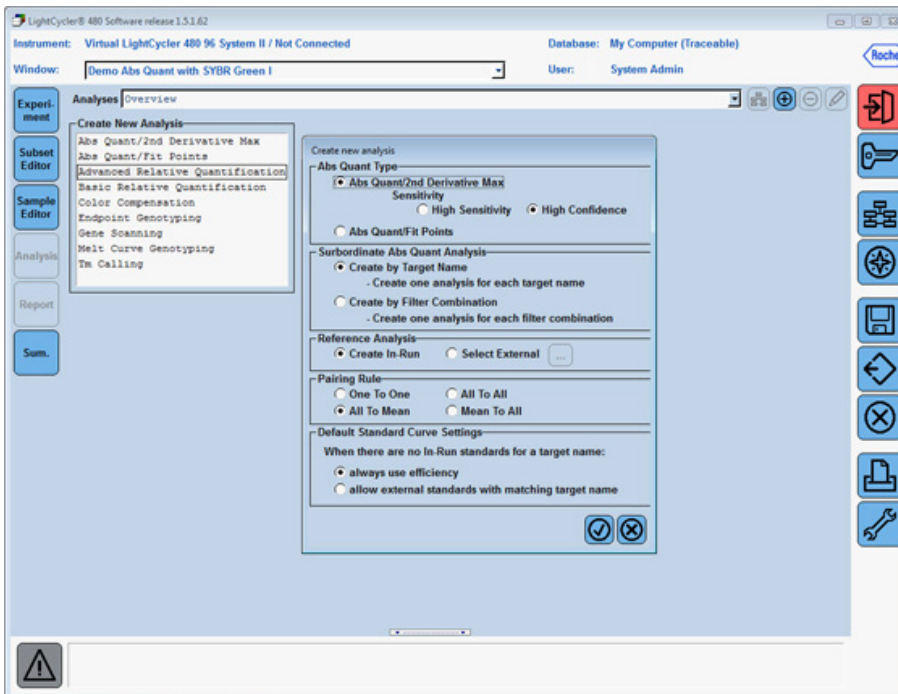 LightCycler® 480 Software release 1.5.1.62
Instrument: Virtual LightCycler 480 96 System II / Not Connected
Database: My Computer (Traceable)
Window: Demo Abs Quant with SYBR Green I
User: System Admin
Roche
Experi-
ment
Subset
Editor
Sample
Editor
Analysis
Report
Sum.
Analyses Overview
Create New Analysis
Abs Quant/2nd Derivative Max
Abs Quant/Fit Points
Advanced Relative Quantification
Basic Relative Quantification
Color Compensation
Endpoint Genotyping
Gene Scanning
Melt Curve Genotyping
Tm Calling
Create new analysis
Abs Quant Type
Abs Quant/2nd Derivative Max
Sensitivity
High Sensitivity High Confidence
Abs Quant/Fit Points
Surbordinate Abs Quant Analysis
Create by Target Name
- Create one analysis for each target name
Create by Filter Combination
- Create one analysis for each filter combination
Reference Analysis
Create In-Run Select External ...
Pairing Rule
One To One All To All
All To Mean Mean To All
Default Standard Curve Settings
When there are no In-Run standards for a target name:
always use efficiency
allow external standards with matching target name